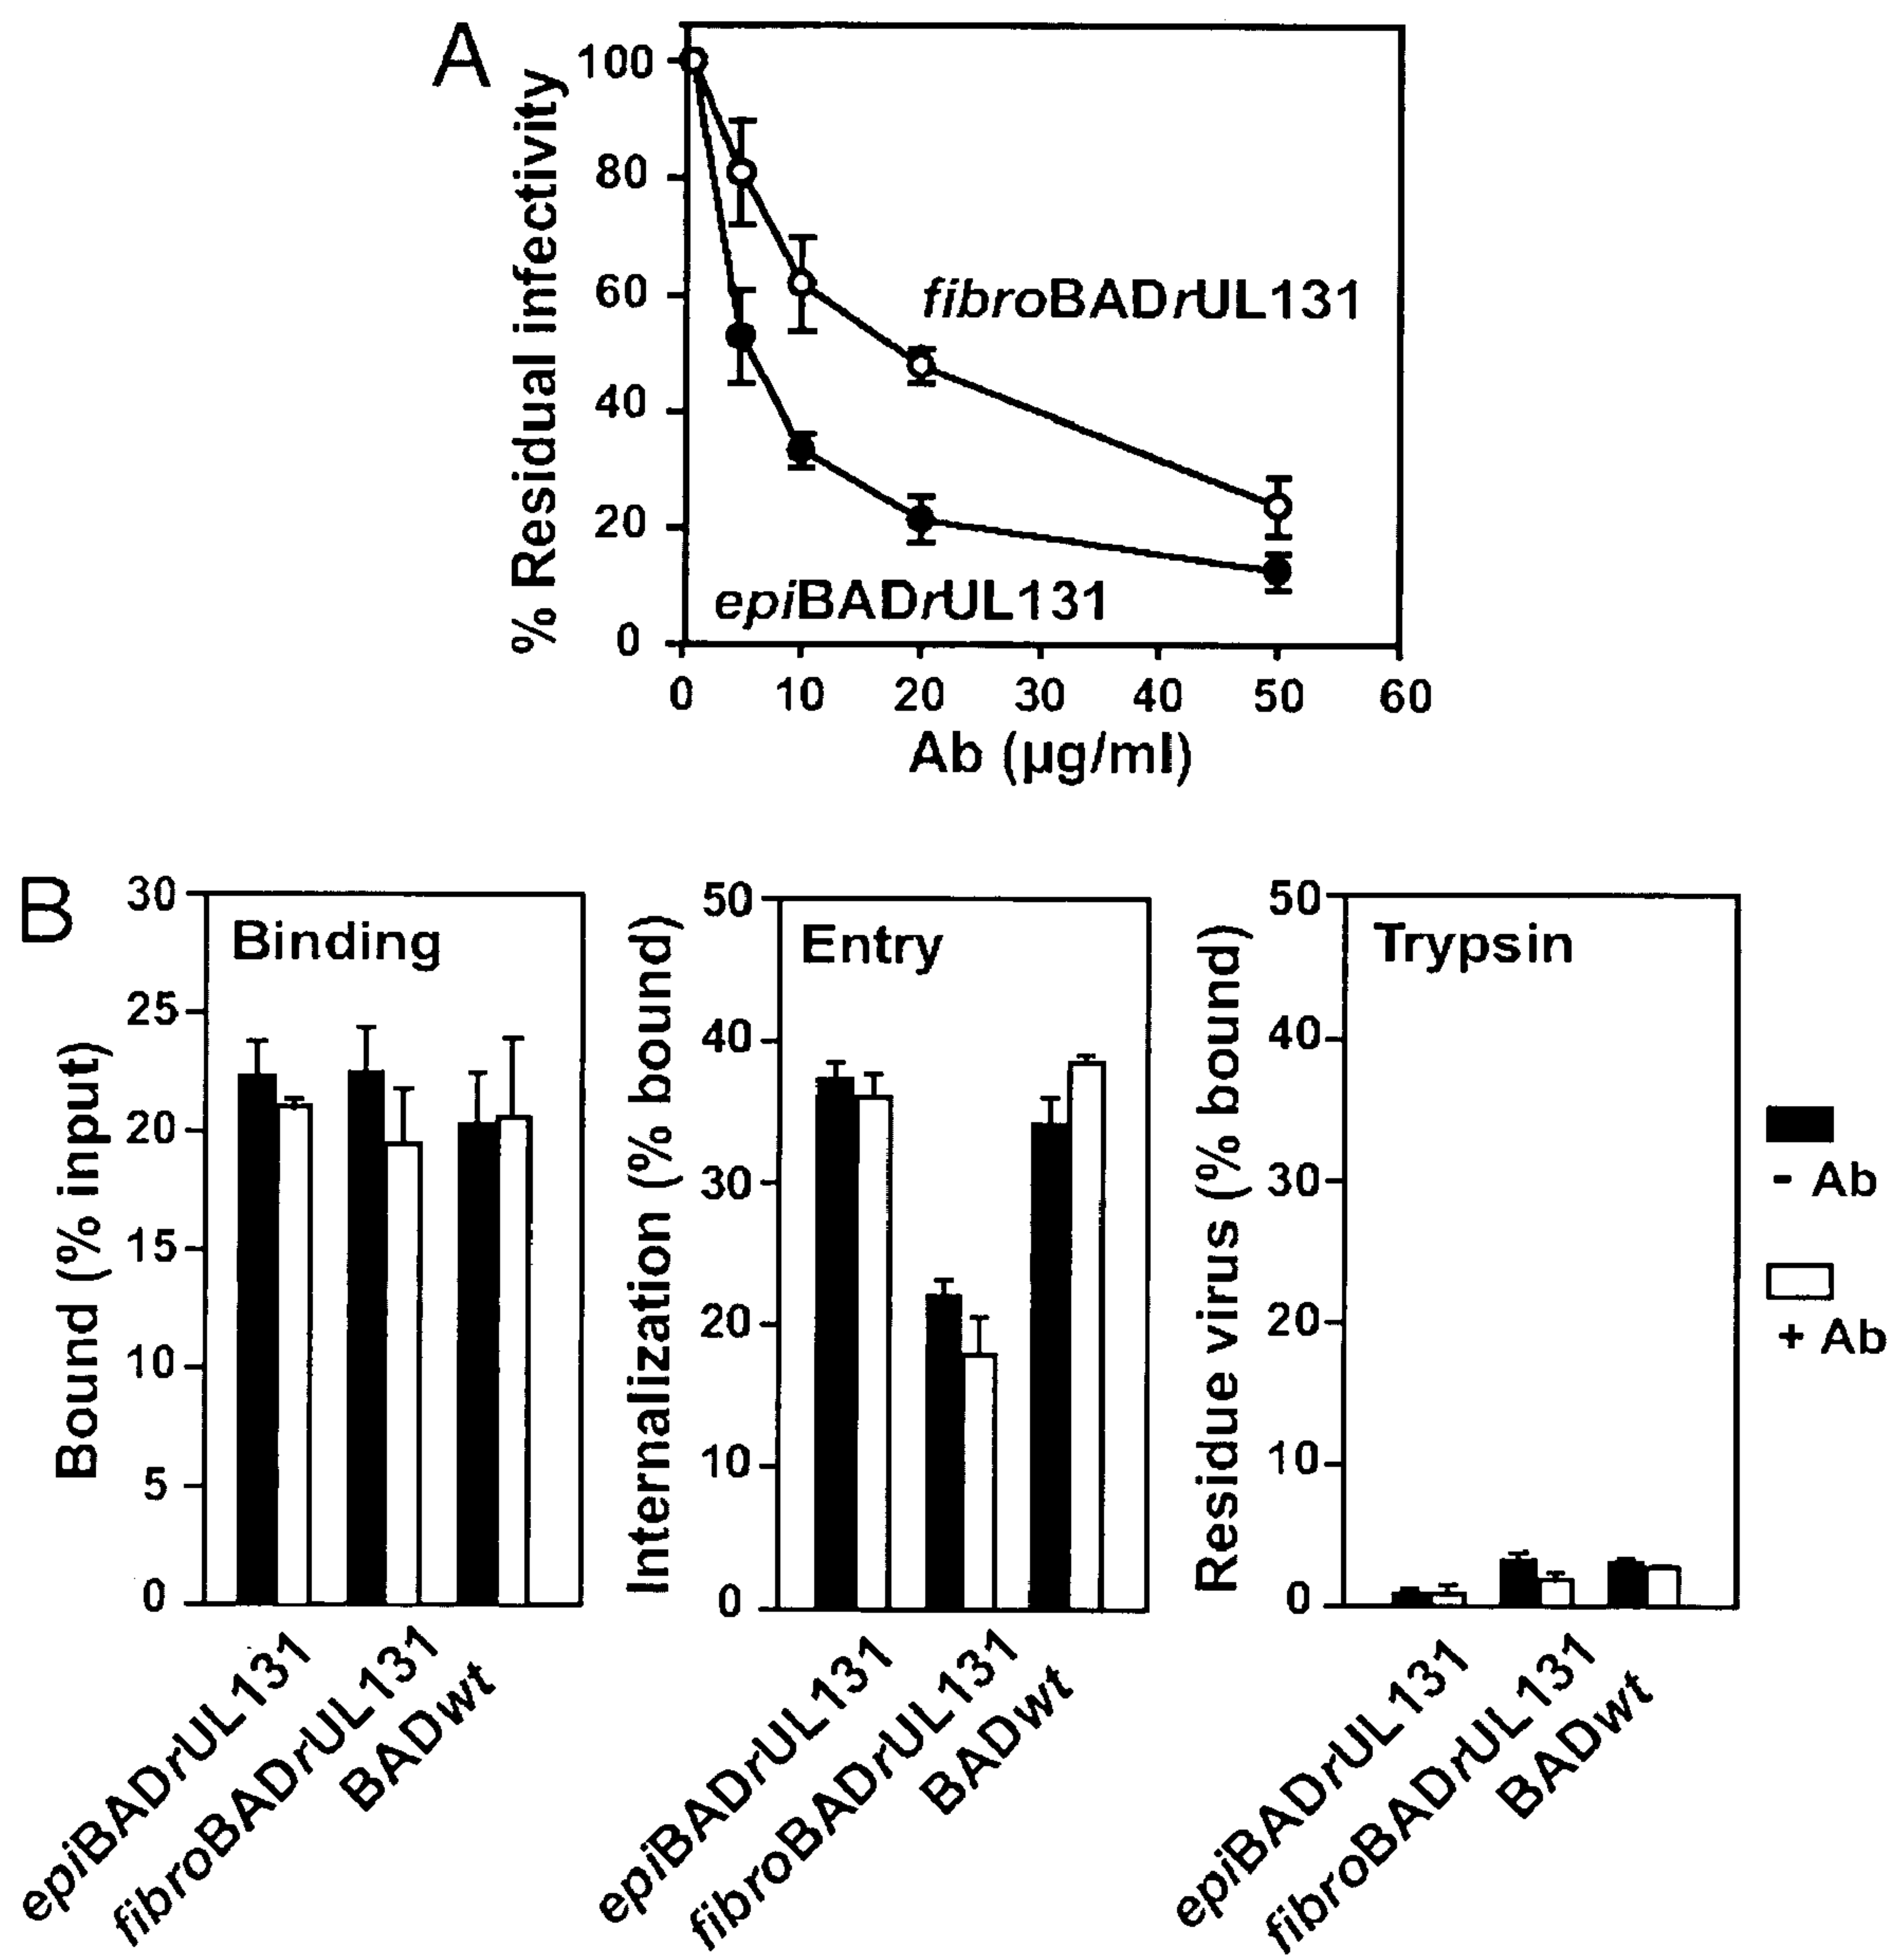 A
% Residual infectivity
100
80
60
40
20
0
fibroBADrUL131
epiBADrUL131
0 10 20 30 40 50 60
Ab (µg/ml)
B
Bound (% input)
30
25
20
15
10
5
0
Binding
epiBADrUL131
fibroBADrUL131
BADwt
Internalization (% bound)
50
40
30
20
10
0
Entry
epiBADrUL131
fibroBADrUL131
BADwt
Residue virus (% bound)
50
40
30
20
10
0
Trypsin
epiBADrUL131
fibroBADrUL131
BADwt
- Ab
+ Ab